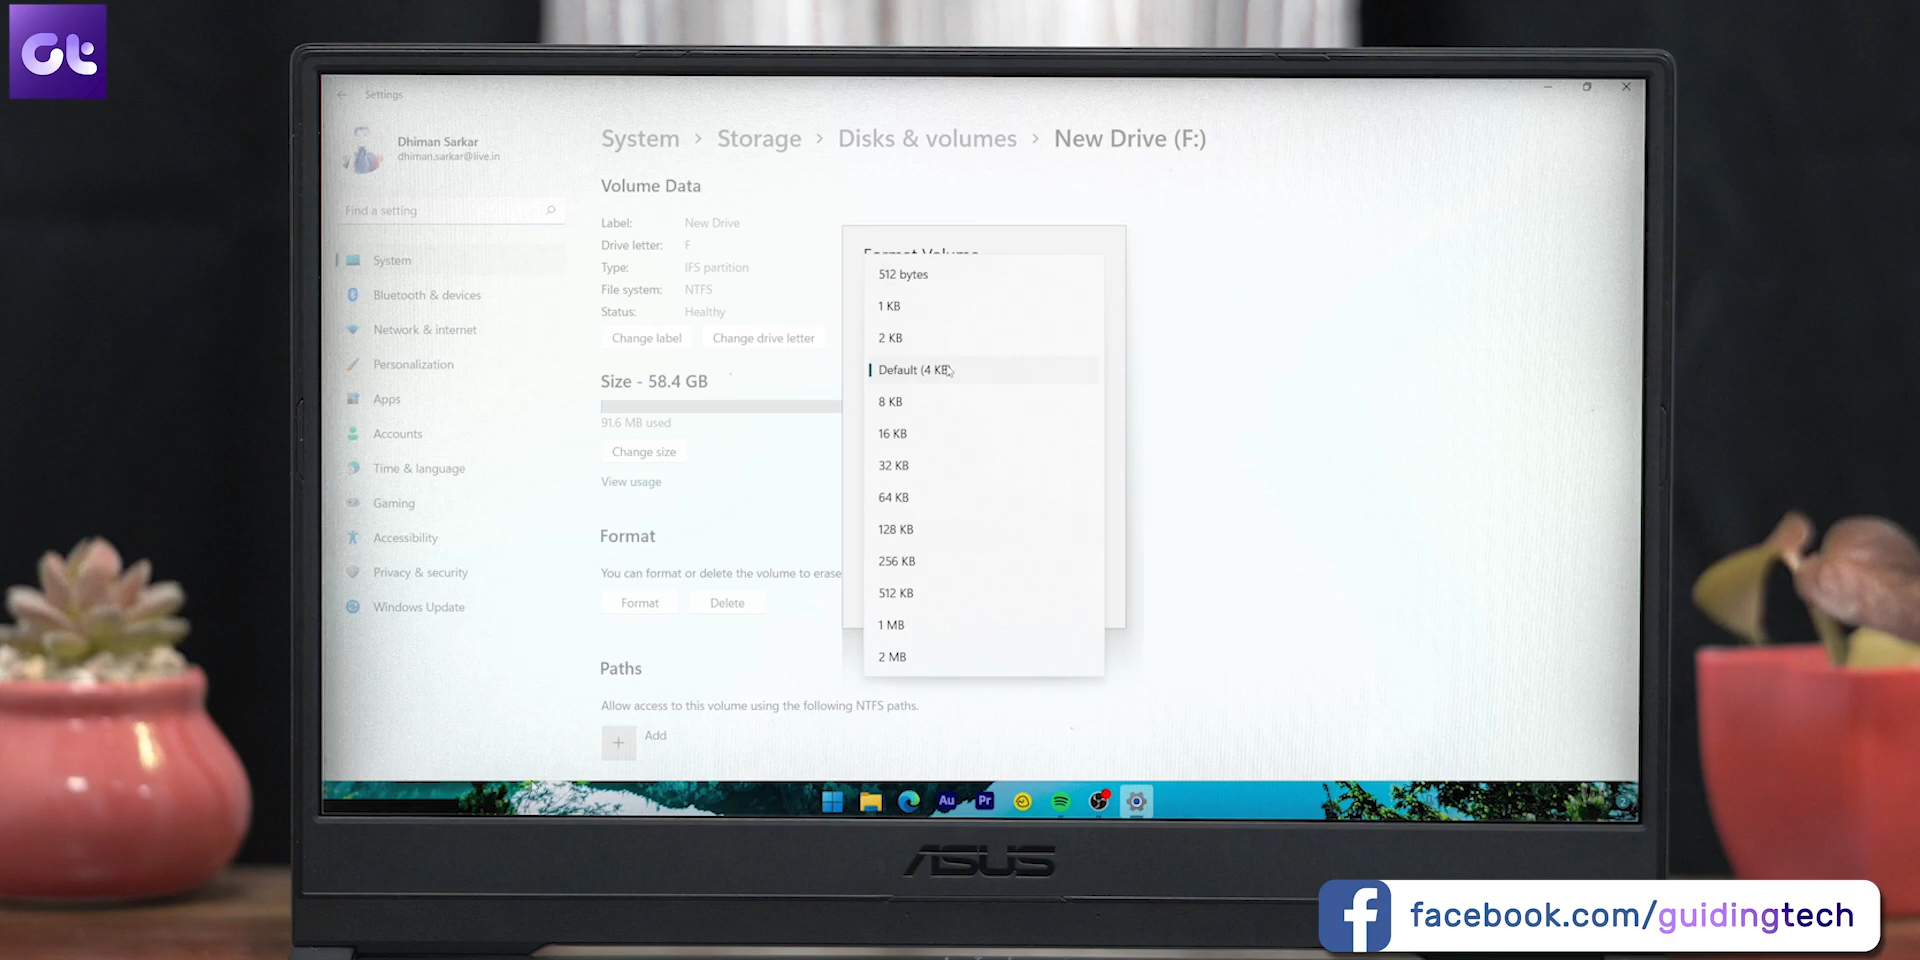 Gt
Settings
Dhiman Sarkar
dhiman.sarkar@live.in
Find a setting
System
Bluetooth & devices
Network & internet
Personalization
Apps
Accounts
Time & language
Gaming
Accessibility
Privacy & security
Windows Update
System > Storage > Disks & volumes > New Drive (F:)
Volume Data
Label: New Drive
Drive letter: F
Type: IFS partition
File system: NTFS
Status: Healthy
Change label
Change drive letter
Size - 58.4 GB
91.6 MB used
Change size
View usage
Format
You can format or delete the volume to erase
Format
Delete
Paths
Allow access to this volume using the following NTFS paths.
+ Add
Format Volume
512 bytes
1 KB
2 KB
Default (4 KB)
8 KB
16 KB
32 KB
64 KB
128 KB
256 KB
512 KB
1 MB
2 MB
Au
Pr
ASUS
facebook.com/guidingtech